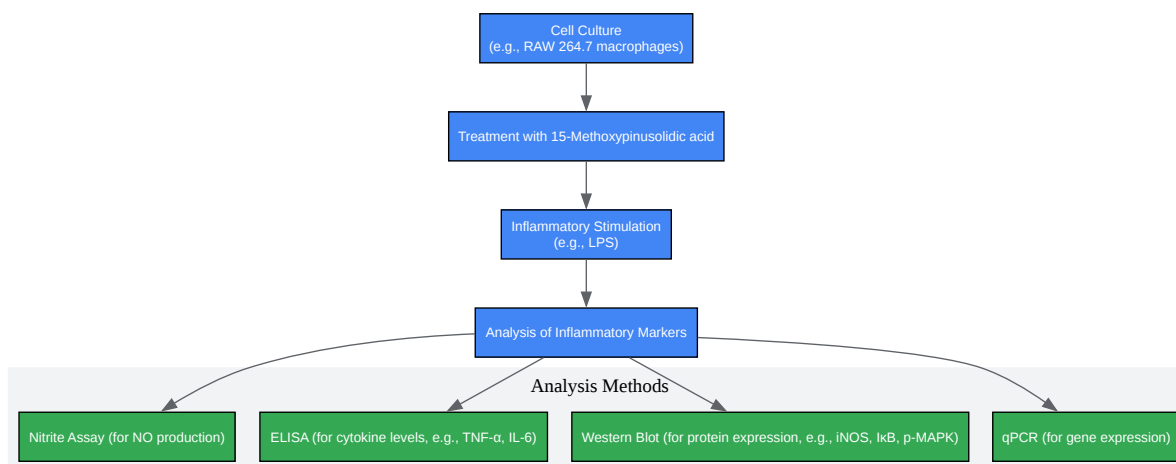 Cell Culture
(e.g., RAW 264.7 macrophages)
Treatment with 15-Methoxypinusolidic acid
Inflammatory Stimulation
(e.g., LPS)
Analysis of Inflammatory Markers
Analysis Methods
Nitrite Assay (for NO production)
ELISA (for cytokine levels, e.g., TNF-α, IL-6)
Western Blot (for protein expression, e.g., iNOS, IκB, p-MAPK)
qPCR (for gene expression)